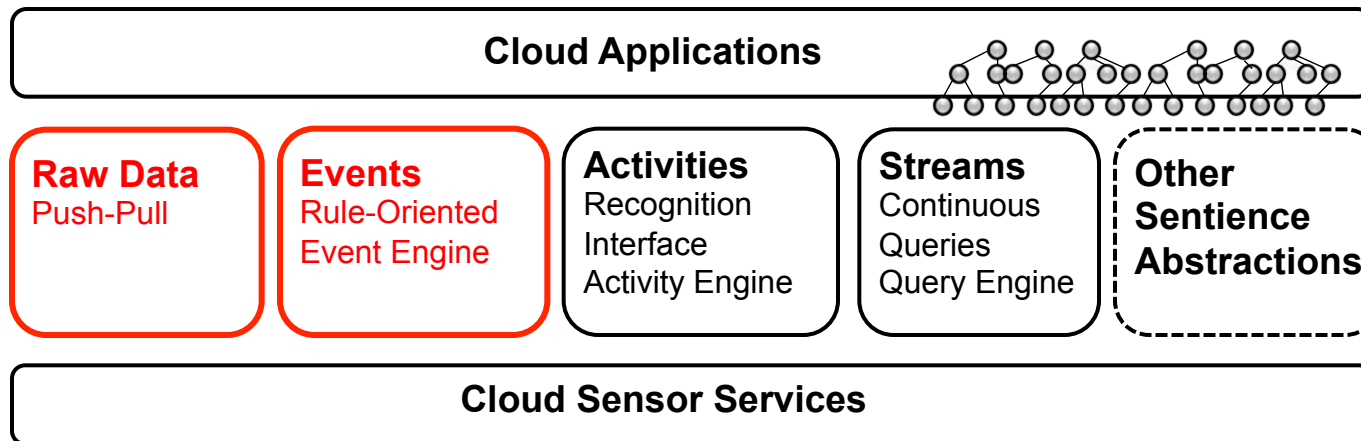 Cloud Applications
Raw Data
Push-Pull
Events
Rule-Oriented
Event Engine
Activities
Recognition
Interface
Activity Engine
Streams
Continuous
Queries
Query Engine
Other
Sentience
Abstractions
Cloud Sensor Services